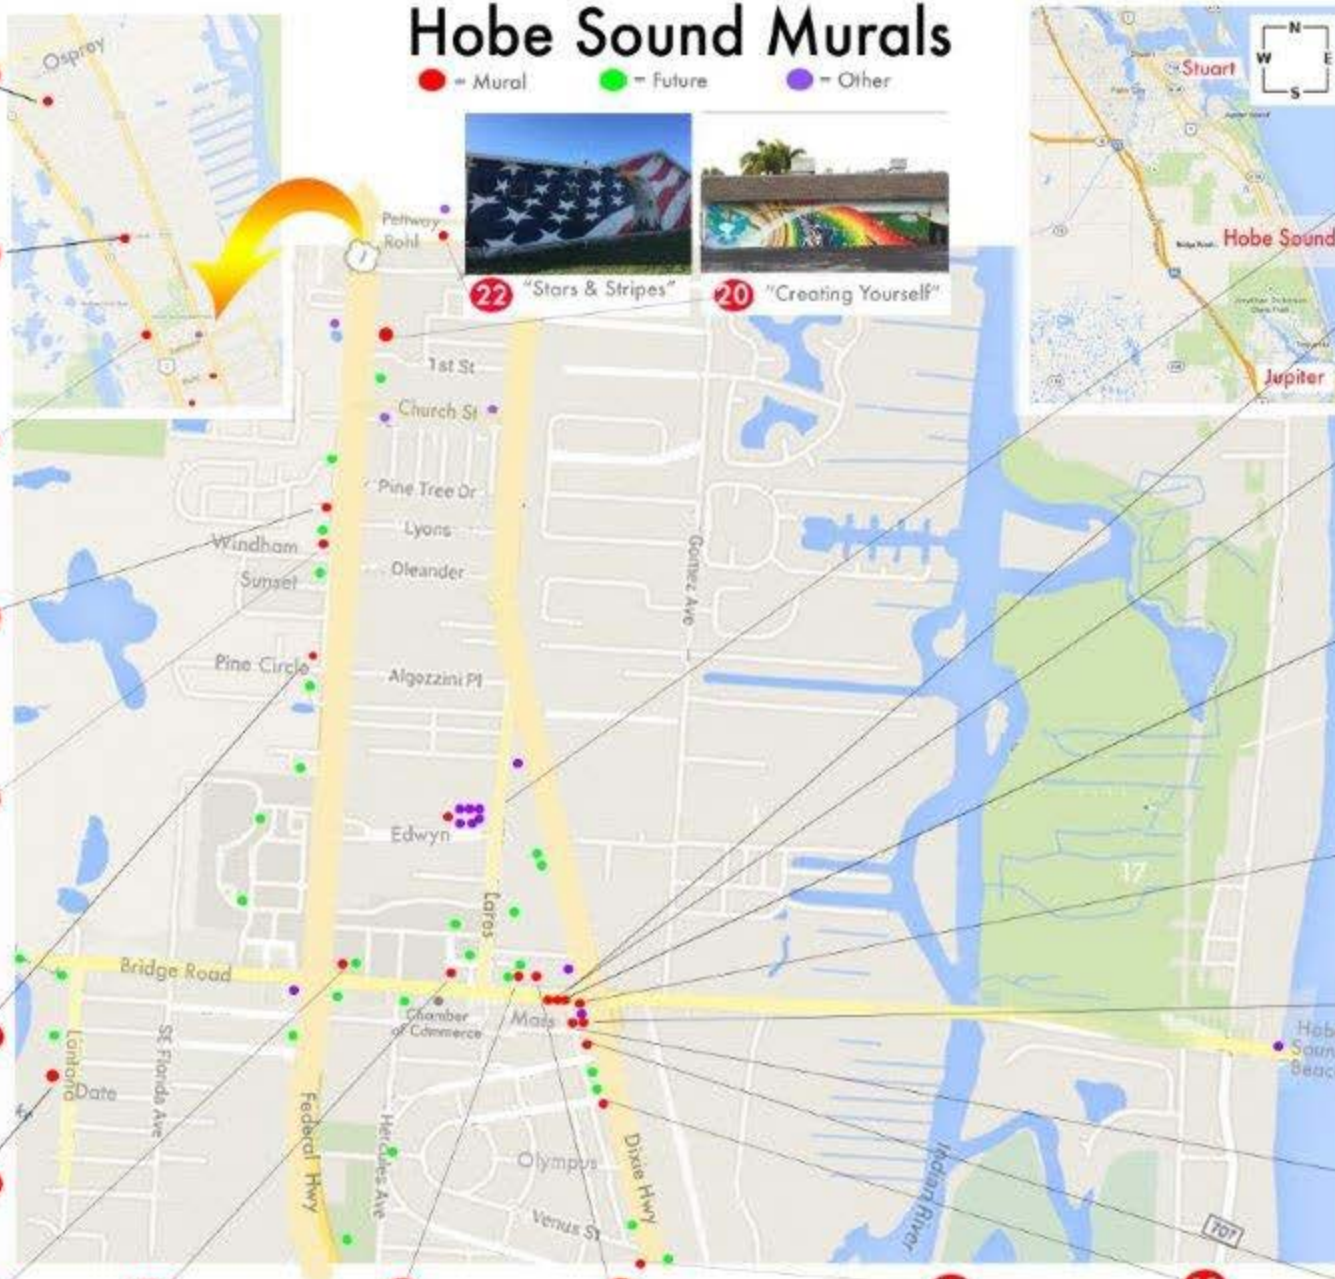 Hobe Sound Murals
= Mural
= Future
= Other
N
W
E
S
Osprey
Stuart
Hobe Sound
Jupiter
1
Pettway
Rohl
22 "Stars & Stripes"
20 "Creating Yourself"
1st St
Church St
Pine Tree Dr
Lyons
Windham
Oleander
Sunset
Gomez Ave
Pine Circle
Algozzini Pl
Edwyn
17
Lares
Bridge Road
Chamber
of Commerce
Mars
Lantana
Date
SE Florida Ave
Federal Hwy
Hercules Ave
Olympus
Venus St
Dixie Hwy
Indian River
707